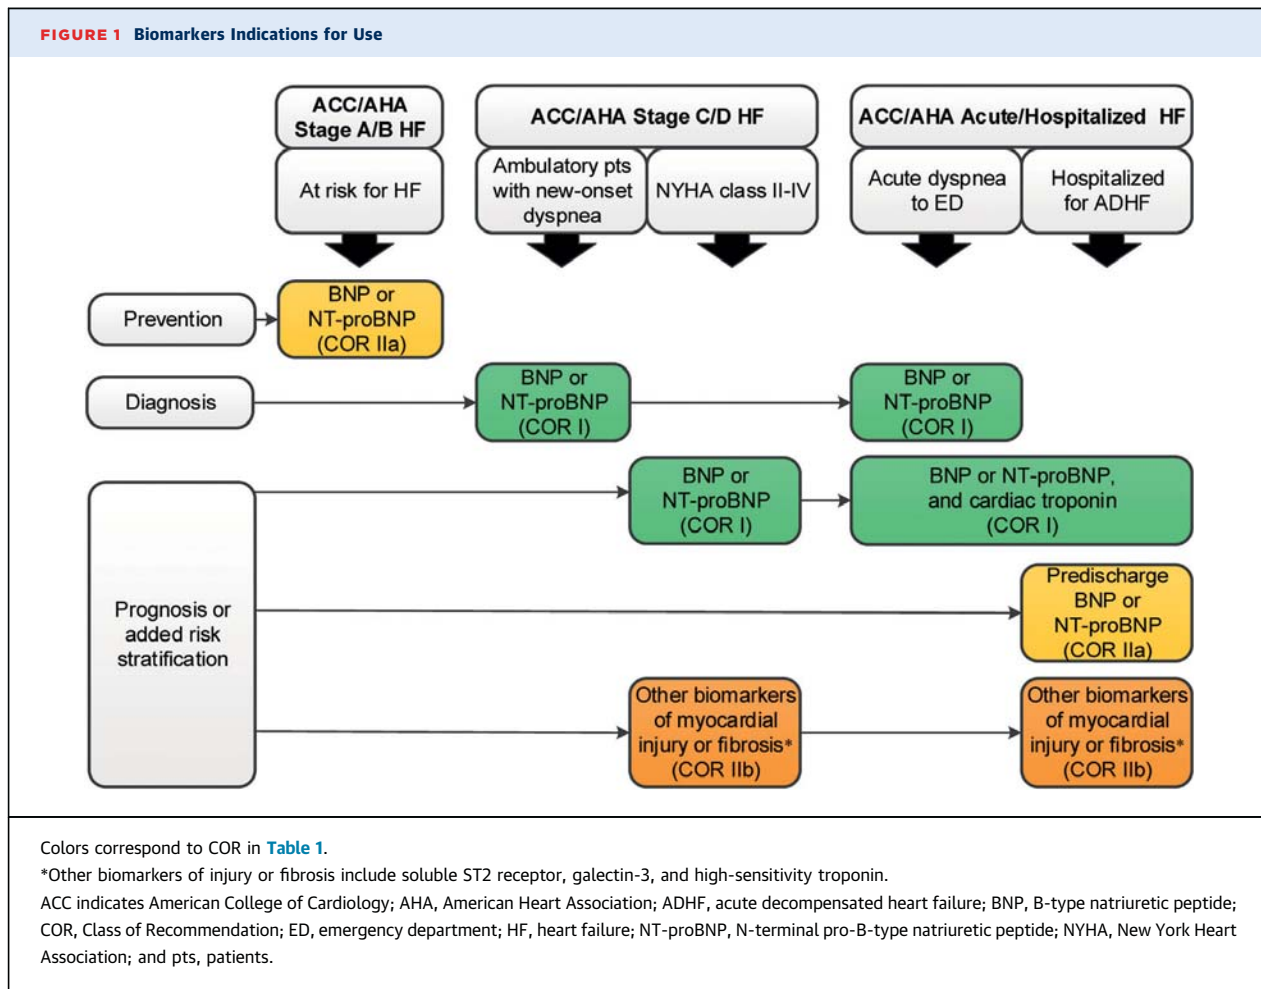 FIGURE 1 Biomarkers Indications for Use
ACC/AHA
Stage A/B HF
ACC/AHA Stage C/D HF
ACC/AHA Acute/Hospitalized HF
At risk for HF
Ambulatory pts
with new-onset
dyspnea
NYHA class II-IV
Acute dyspnea
to ED
Hospitalized
for ADHF
Prevention
BNP or
NT-proBNP
(COR IIa)
Diagnosis
BNP or
NT-proBNP
(COR I)
BNP or
NT-proBNP
(COR I)
Prognosis or
added risk
stratification
BNP or
NT-proBNP
(COR I)
BNP or NT-proBNP,
and cardiac troponin
(COR I)
Predischarge
BNP or
NT-proBNP
(COR IIa)
Other biomarkers
of myocardial
injury or fibrosis*
(COR IIb)
Other biomarkers
of myocardial
injury or fibrosis*
(COR IIb)
Colors correspond to COR in Table 1.
*Other biomarkers of injury or fibrosis include soluble ST2 receptor, galectin-3, and high-sensitivity troponin.
ACC indicates American College of Cardiology; AHA, American Heart Association; ADHF, acute decompensated heart failure; BNP, B-type natriuretic peptide;
COR, Class of Recommendation; ED, emergency department; HF, heart failure; NT-proBNP, N-terminal pro-B-type natriuretic peptide; NYHA, New York Heart
Association; and pts, patients.